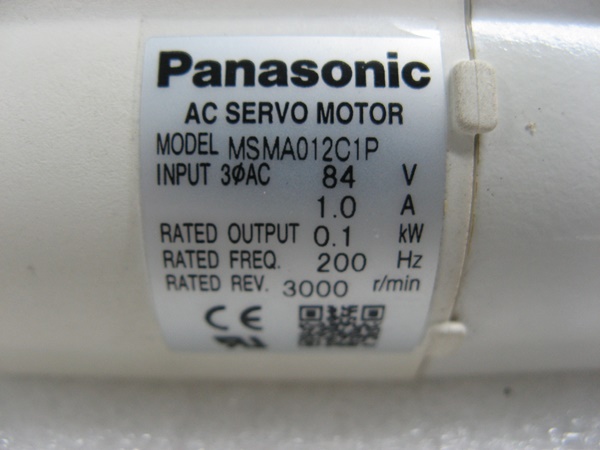 Panasonic
AC SERVO MOTOR
MODEL MSMA012C1P
INPUT 3ØAC 84 V
1.0 A
RATED OUTPUT 0.1 kW
RATED FREQ. 200 Hz
RATED REV. 3000 r/min
CE